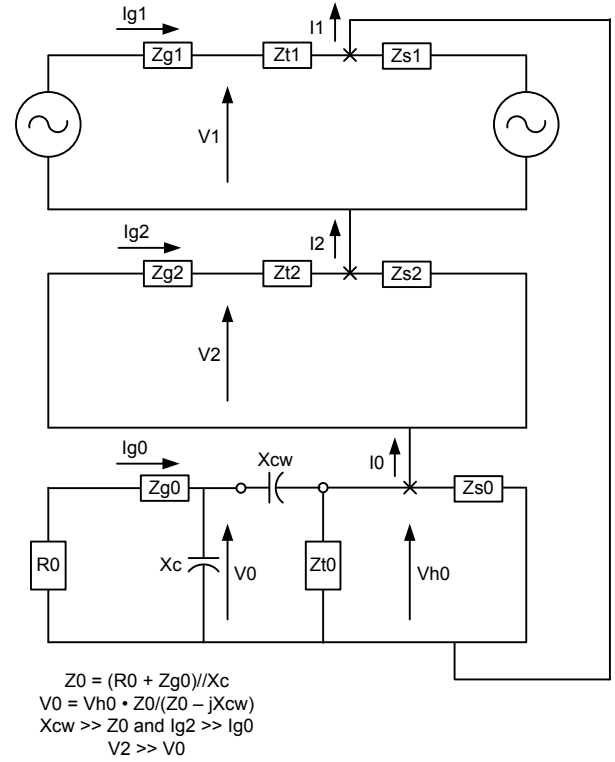 Ig1
I1
Zg1
Zt1
Zs1
V1
Ig2
I2
Zg2
Zt2
Zs2
V2
Ig0
Xcw
I0
Zg0
Zs0
R0
Xc
V0
Zt0
Vh0
Z0 = (R0 + Zg0)//Xc
V0 = Vh0 • Z0/(Z0 – jXcw)
Xcw >> Z0 and Ig2 >> Ig0
V2 >> V0